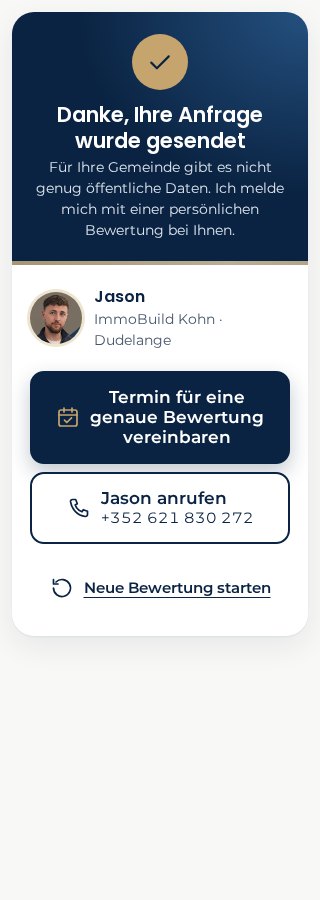 Danke, Ihre Anfrage
wurde gesendet
Für Ihre Gemeinde gibt es nicht
genug öffentliche Daten. Ich melde
mich mit einer persönlichen
Bewertung bei Ihnen.
Jason
ImmoBuild Kohn ·
Dudelange
Termin für eine
genaue Bewertung
vereinbaren
Jason anrufen
+352 621 830 272
Neue Bewertung starten